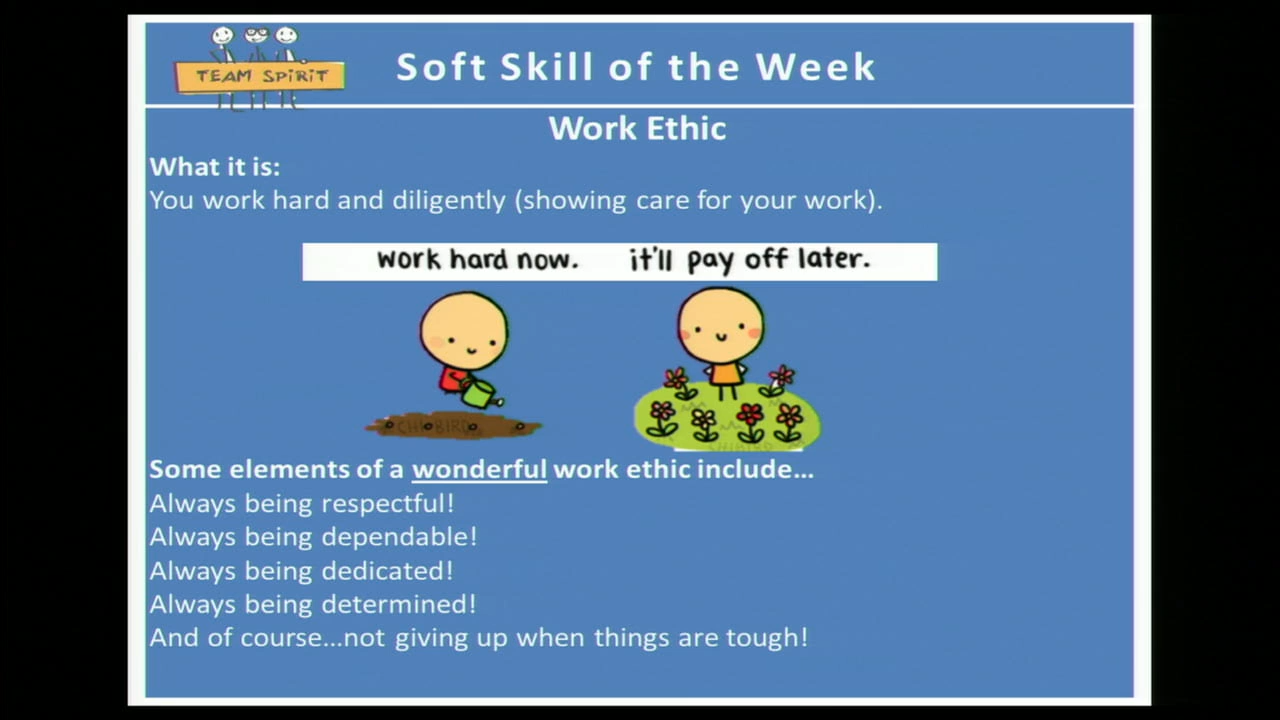 TEAM SPiRiT
Soft Skill of the Week
Work Ethic
What it is:
You work hard and diligently (showing care for your work).
work hard now. it'll pay off later.
CHIBIRD
CHIBIRD
Some elements of a wonderful work ethic include…
Always being respectful!
Always being dependable!
Always being dedicated!
Always being determined!
And of course…not giving up when things are tough!